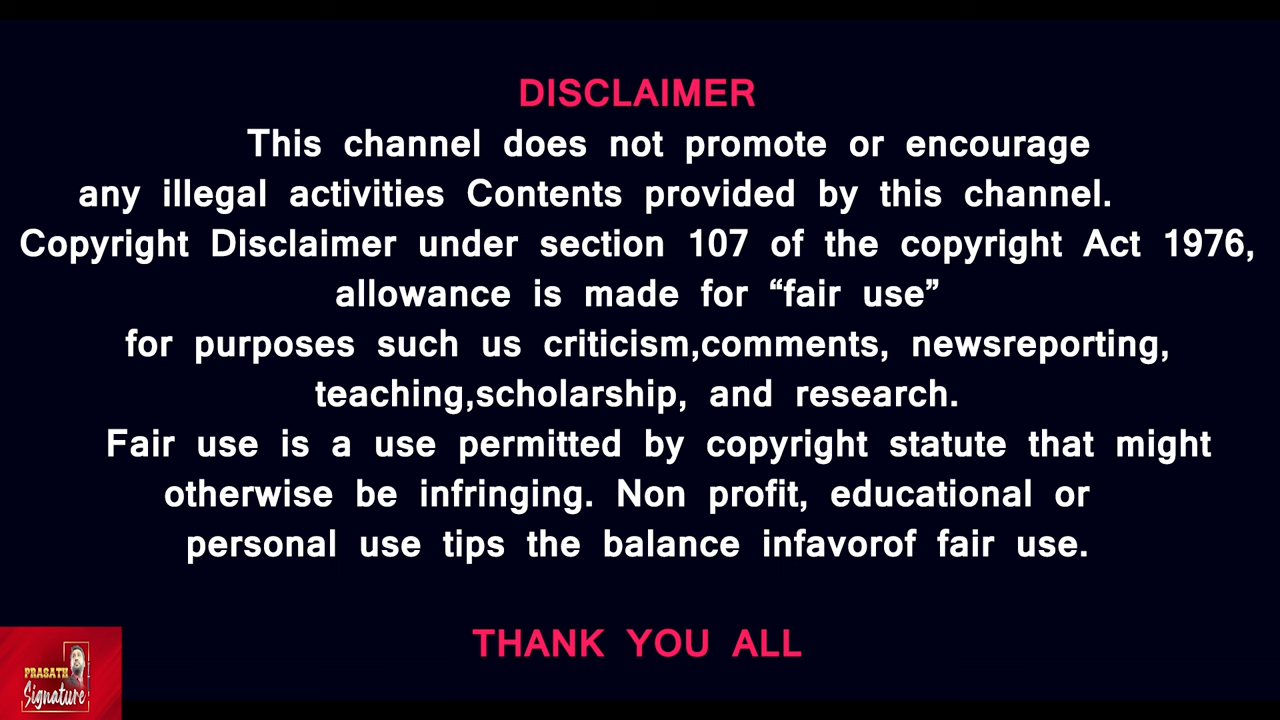 DISCLAIMER
This channel does not promote or encourage
any illegal activities Contents provided by this channel.
Copyright Disclaimer under section 107 of the copyright Act 1976,
allowance is made for “fair use”
for purposes such us criticism,comments, newsreporting,
teaching,scholarship, and research.
Fair use is a use permitted by copyright statute that might
otherwise be infringing. Non profit, educational or
personal use tips the balance infavorof fair use.
THANK YOU ALL
PRASATH
Signature